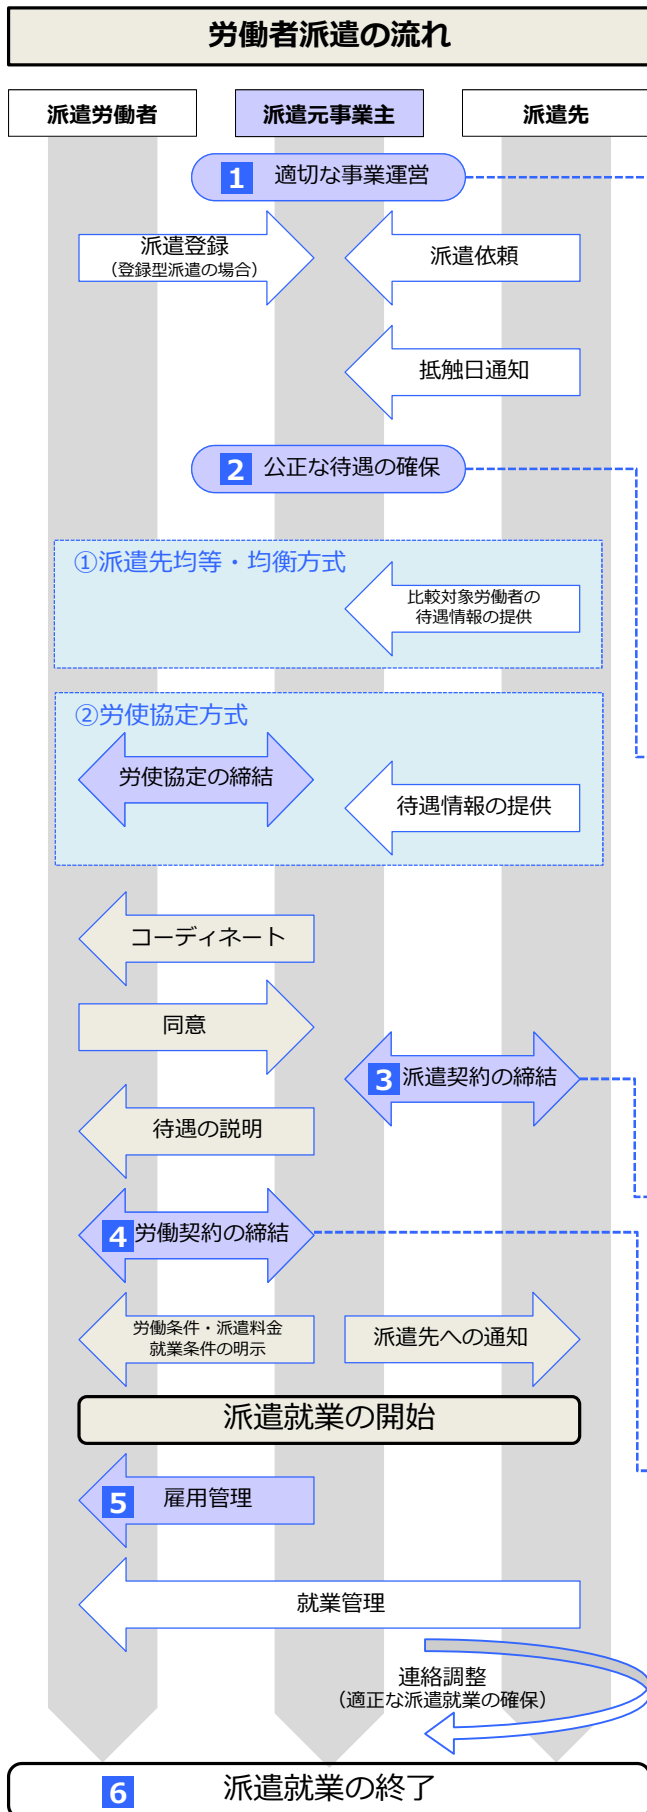 労働者派遣の流れ
派遣労働者
派遣元事業主
派遣先
1 適切な事業運営
派遣登録
（登録型派遣の場合）
派遣依頼
抵触日通知
2 公正な待遇の確保
①派遣先均等・均衡方式
比較対象労働者の
待遇情報の提供
②労使協定方式
労使協定の締結
待遇情報の提供
コーディネート
同意
3 派遣契約の締結
待遇の説明
4 労働契約の締結
労働条件・派遣料金
就業条件の明示
派遣先への通知
派遣就業の開始
5 雇用管理
就業管理
連絡調整
（適正な派遣就業の確保）
6 派遣就業の終了